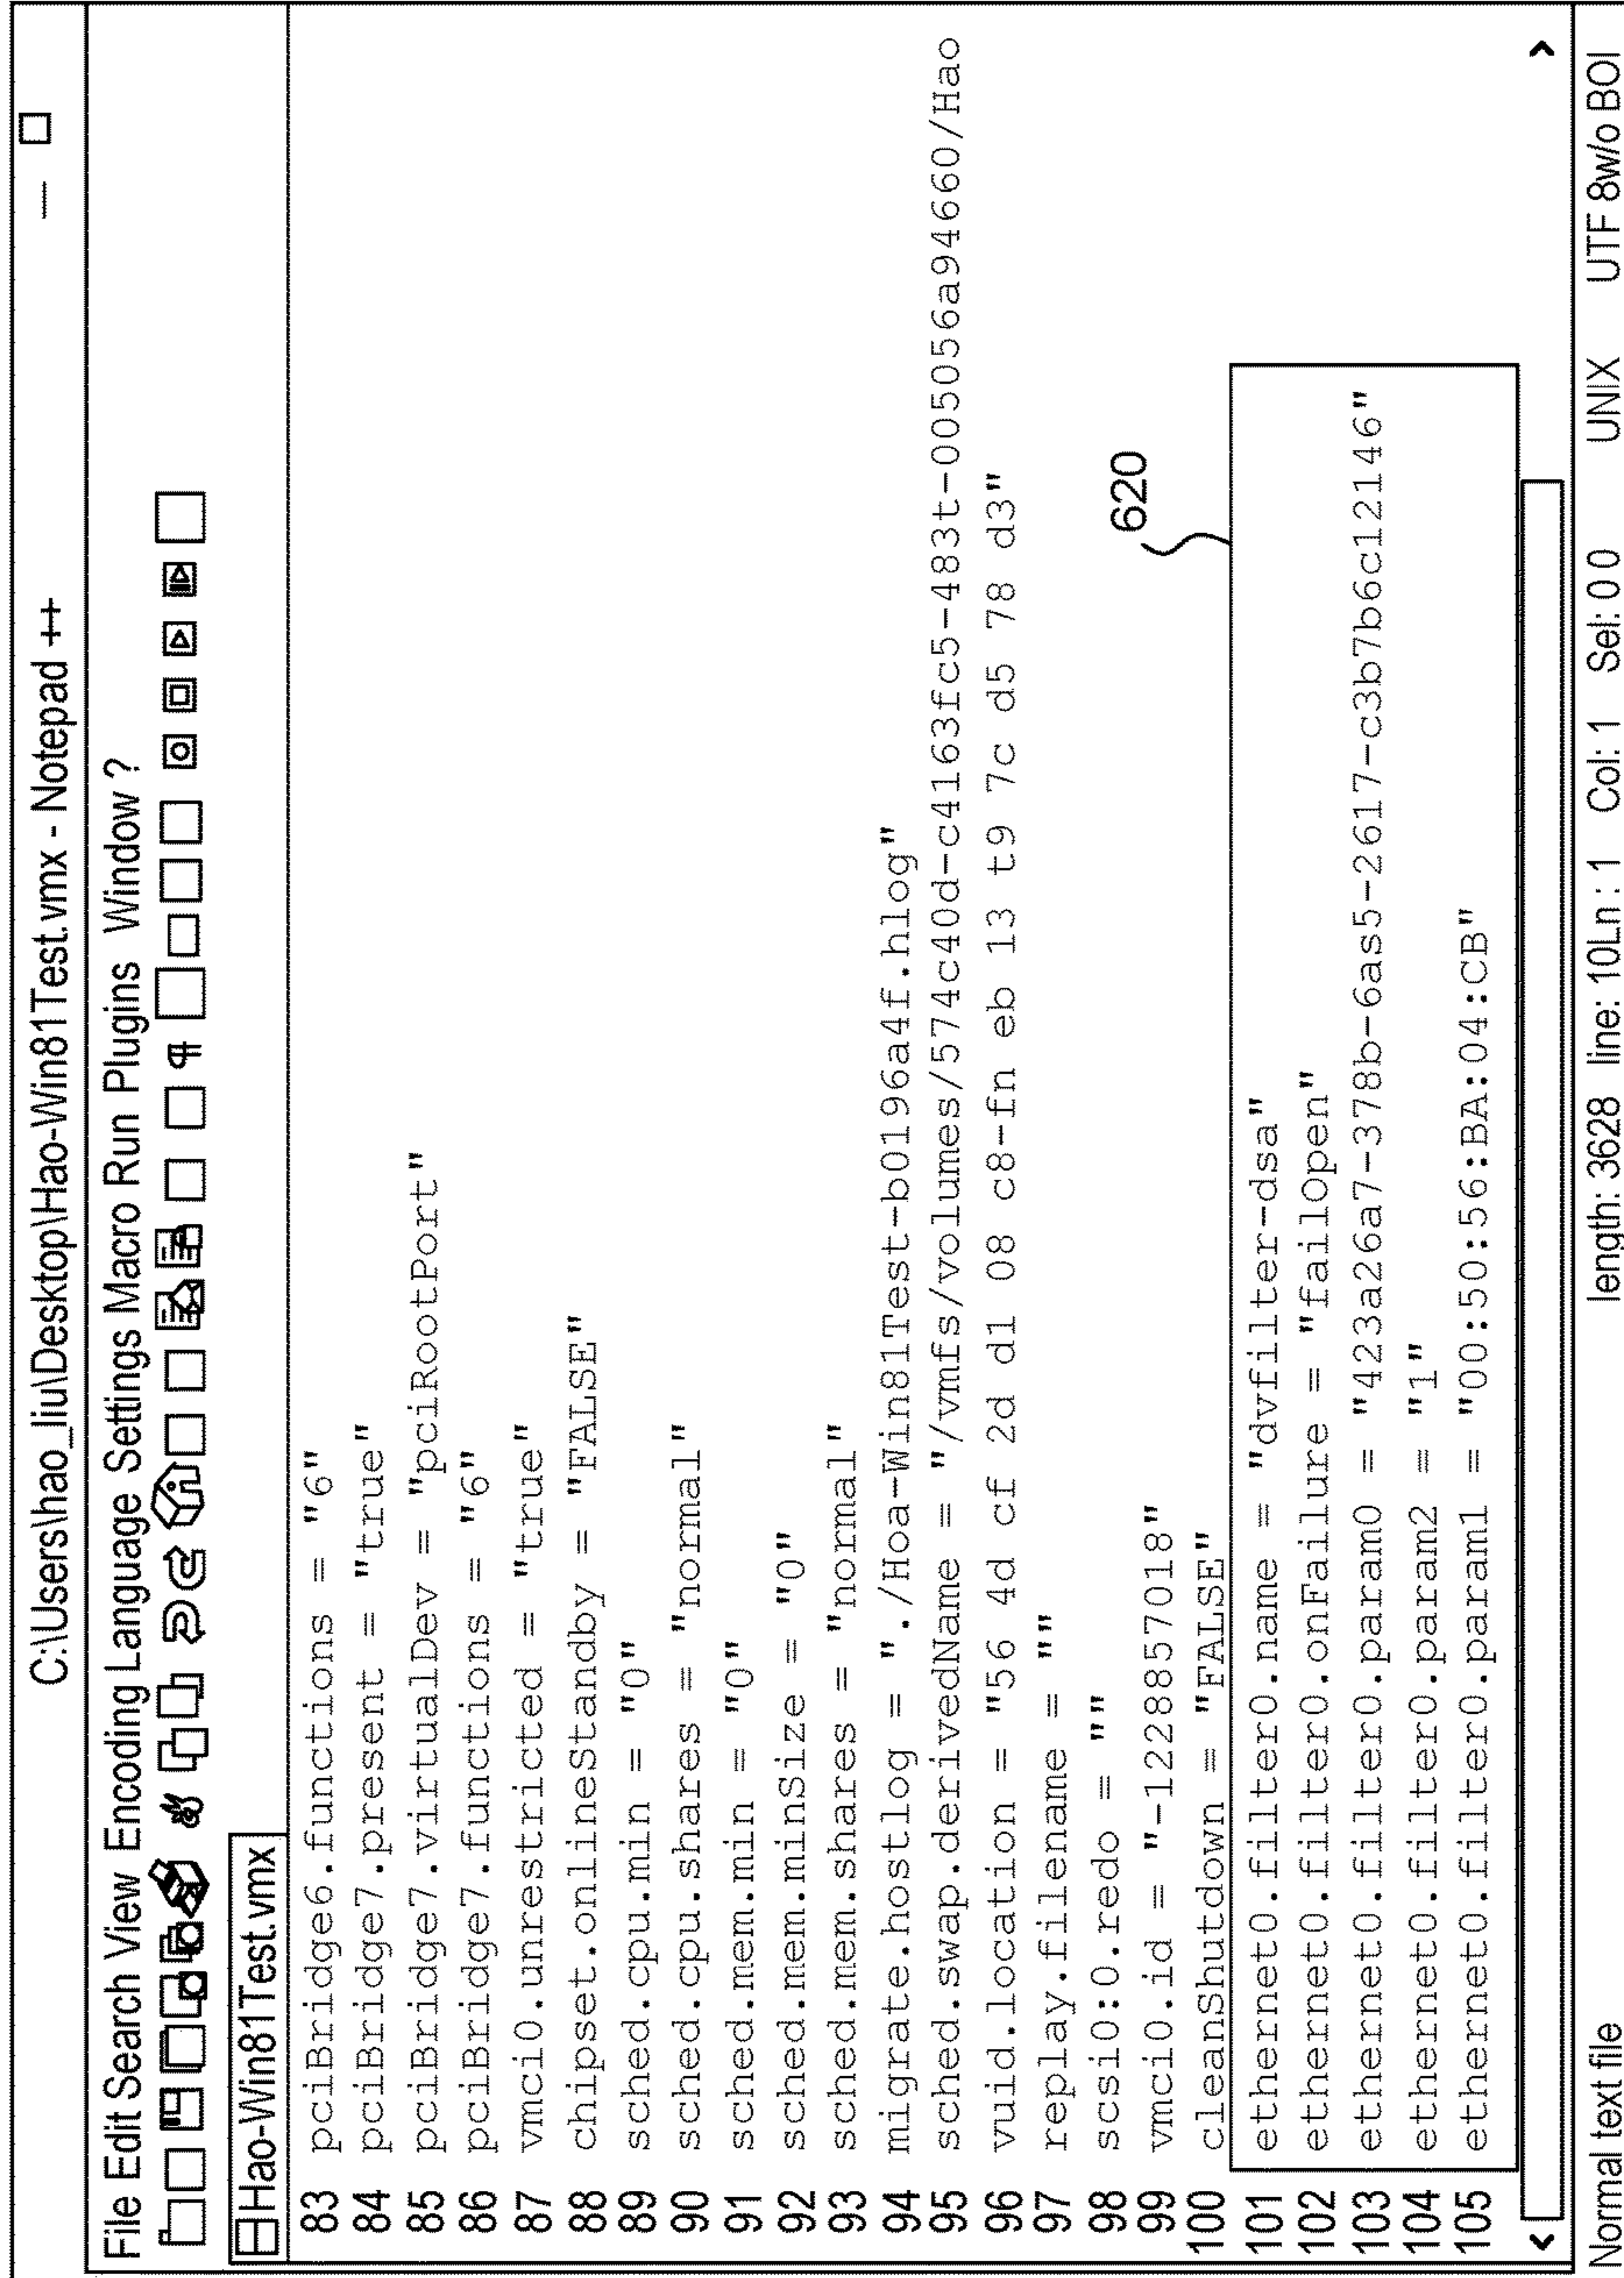 C:\Users\hao_liu\Desktop\Hao-Win81Test.vmx - Notepad ++
File Edit Search View Encoding Language Settings Macro Run Plugins Window ?
Hao-Win81Test.vmx
83 pciBridge6.functions = "6"
84 pciBridge7.present = "true"
85 pciBridge7.virtualDev = "pciRootPort"
86 pciBridge7.functions = "6"
87 vmci0.unrestricted = "true"
88 chipset.onlineStandby = "FALSE"
89 sched.cpu.min = "0"
90 sched.cpu.shares = "normal"
91 sched.mem.min = "0"
92 sched.mem.minSize = "0"
93 sched.mem.shares = "normal"
94 migrate.hostlog = "./Hoa-Win81Test-b0196a4f.hlog"
95 sched.swap.derivedName = "/vmfs/volumes/574c40d-c4163fc5-483t-005056a94660/Hao
96 vuid.location = "56 4d cf 2d d1 08 c8-fn eb 13 t9 7c d5 78 d3"
97 replay.filename = ""
98 scsi0:0.redo = ""
99 vmci0.id = "-1228857018"
100 cleanShutdown = "FALSE"
620
101 ethernet0.filter0.name = "dvfilter-dsa"
102 ethernet0.filter0.onFailure = "failOpen"
103 ethernet0.filter0.param0 = "423a26a7-378b-6as5-2617-c3b7b6c12146"
104 ethernet0.filter0.param2 = "1"
105 ethernet0.filter0.param1 = "00:50:56:BA:04:CB"
Normal text file length: 3628 line: 10Ln : 1 Col: 1 Sel: 0 0 UNIX UTF 8w/o BOI